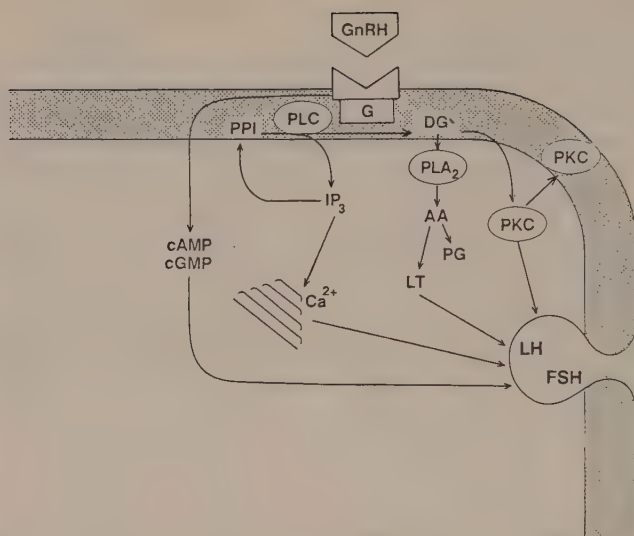 GnRH
G
PPI
PLC
DG
PKC
PLA2
IP3
AA
PKC
cAMP
cGMP
PG
LT
Ca2+
LH
FSH